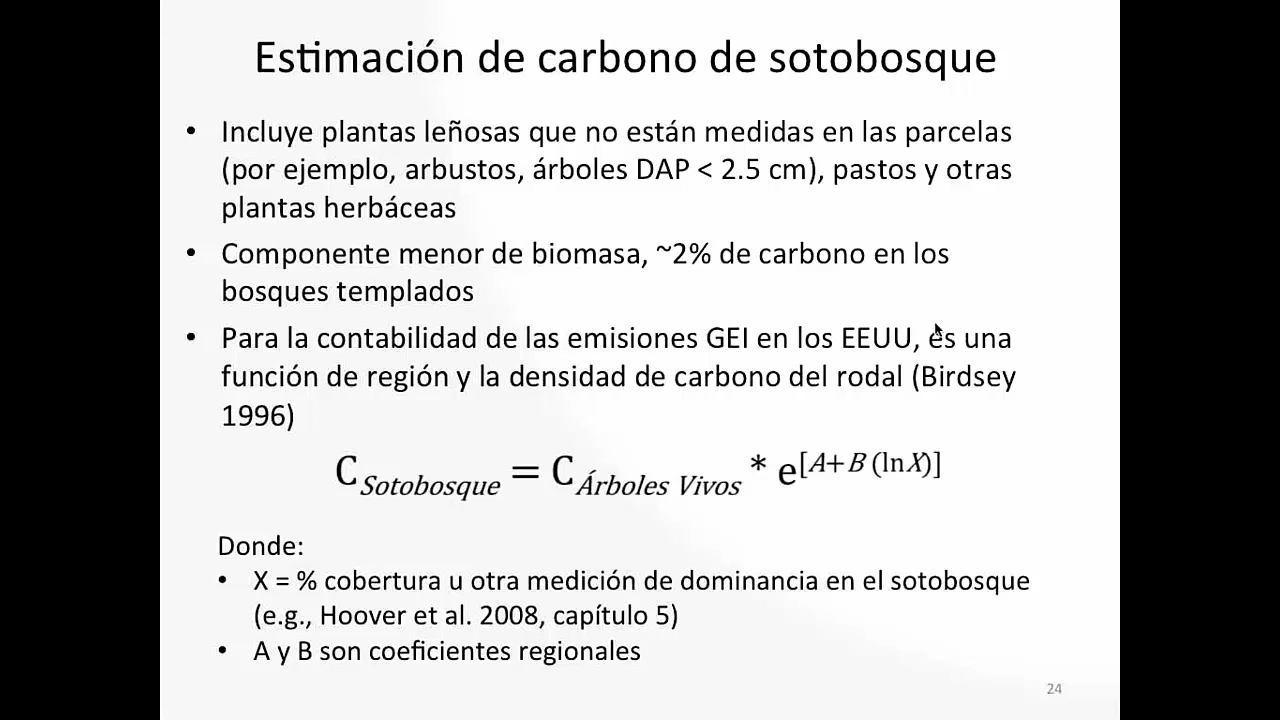 Estimación de carbono de sotobosque
• Incluye plantas leñosas que no están medidas en las parcelas
(por ejemplo, arbustos, árboles DAP < 2.5 cm), pastos y otras
plantas herbáceas
• Componente menor de biomasa, ~2% de carbono en los
bosques templados
• Para la contabilidad de las emisiones GEI en los EEUU, es una
función de región y la densidad de carbono del rodal (Birdsey
1996)
C_Sotobosque = C_Árboles Vivos * e^[A+B (lnX)]
Donde:
• X = % cobertura u otra medición de dominancia en el sotobosque
(e.g., Hoover et al. 2008, capítulo 5)
• A y B son coeficientes regionales
24